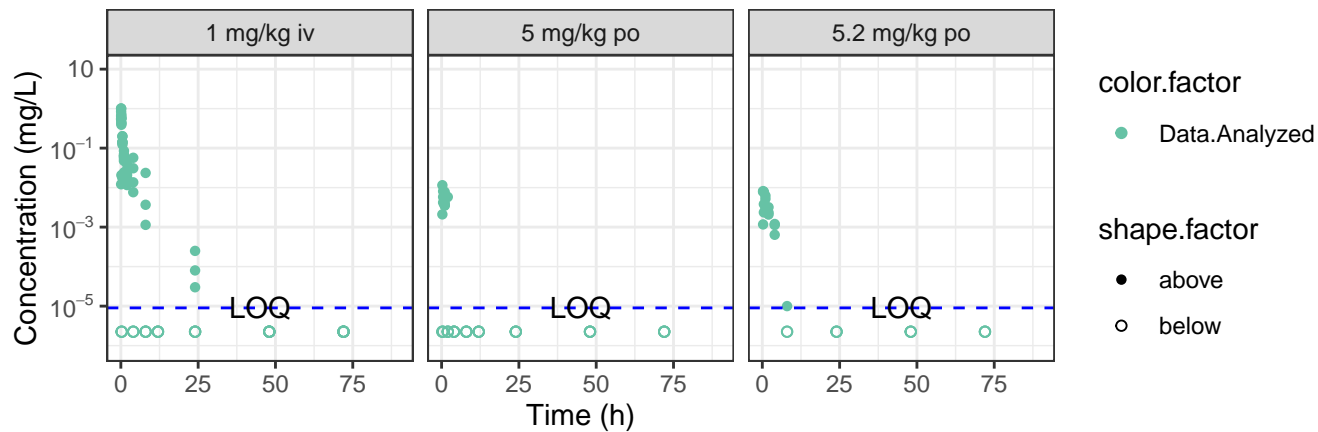 1 mg/kg iv
5 mg/kg po
5.2 mg/kg po
Concentration (mg/L)
10
10⁻¹
10⁻³
10⁻⁵
LOQ
LOQ
LOQ
0 25 50 75
0 25 50 75
0 25 50 75
Time (h)
color.factor
Data.Analyzed
shape.factor
above
below